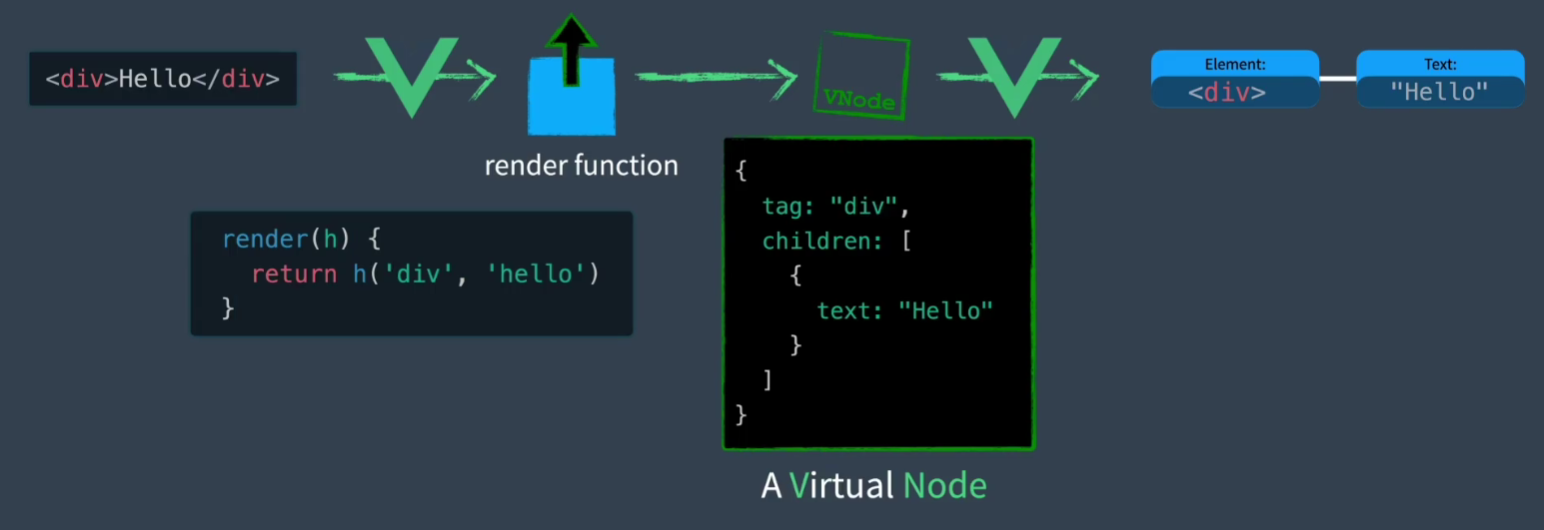 <div>Hello</div>
VNode
Element:
<div>
Text:
"Hello"
render function
render(h) {
  return h('div', 'hello')
}
{
  tag: "div",
  children: [
    {
      text: "Hello"
    }
  ]
}
A Virtual Node